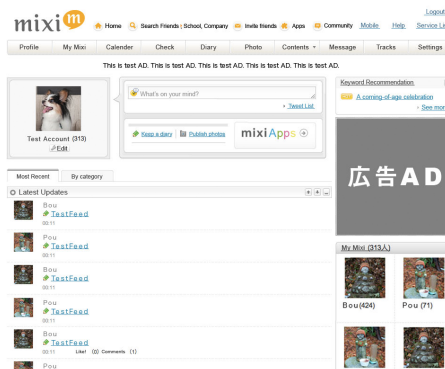 Logout
mixi m Home Search Friends ; School, Company Invite friends Apps Community Mobile Help Service Li
Profile My Mixi Calender Check Diary Photo Contents Message Tracks Settings
This is test AD. This is test AD. This is test AD. This is test AD. This is test AD.
Keyword Recommendation
What's on your mind?
A coming-of-age celebration
Tweet List
See mor
Keep a diary Publish photos mixi Apps
Test Account (313)
Edit
広告AD
Most Recent By category
Latest Updates
Bou
TestFeed
00:11
Pou
TestFeed
00:11
Bou
TestFeed
00:11
Pou
TestFeed
00:11
Bou
TestFeed
00:11 Like! (0) Comments (1)
Pou
My Mixi (313人)
Bou(424) Pou (71)